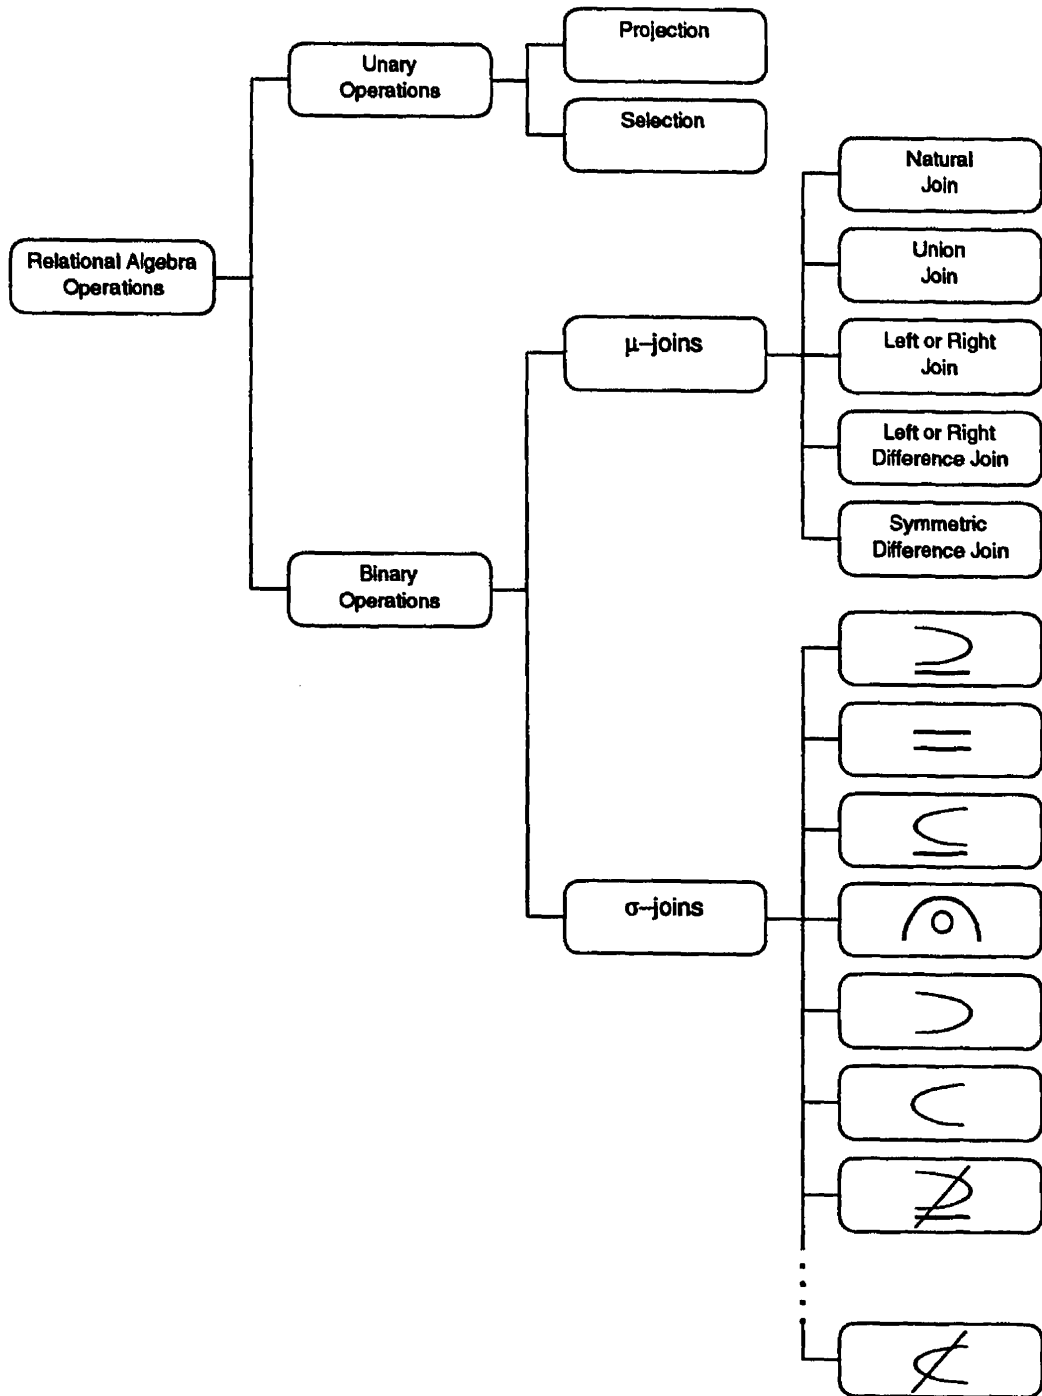 Relational Algebra
Operations
Unary
Operations
Projection
Selection
Binary
Operations
μ–joins
Natural
Join
Union
Join
Left or Right
Join
Left or Right
Difference Join
Symmetric
Difference Join
σ–joins
⊇
=
⊆
⋒
⊃
⊂
⊉
⊄